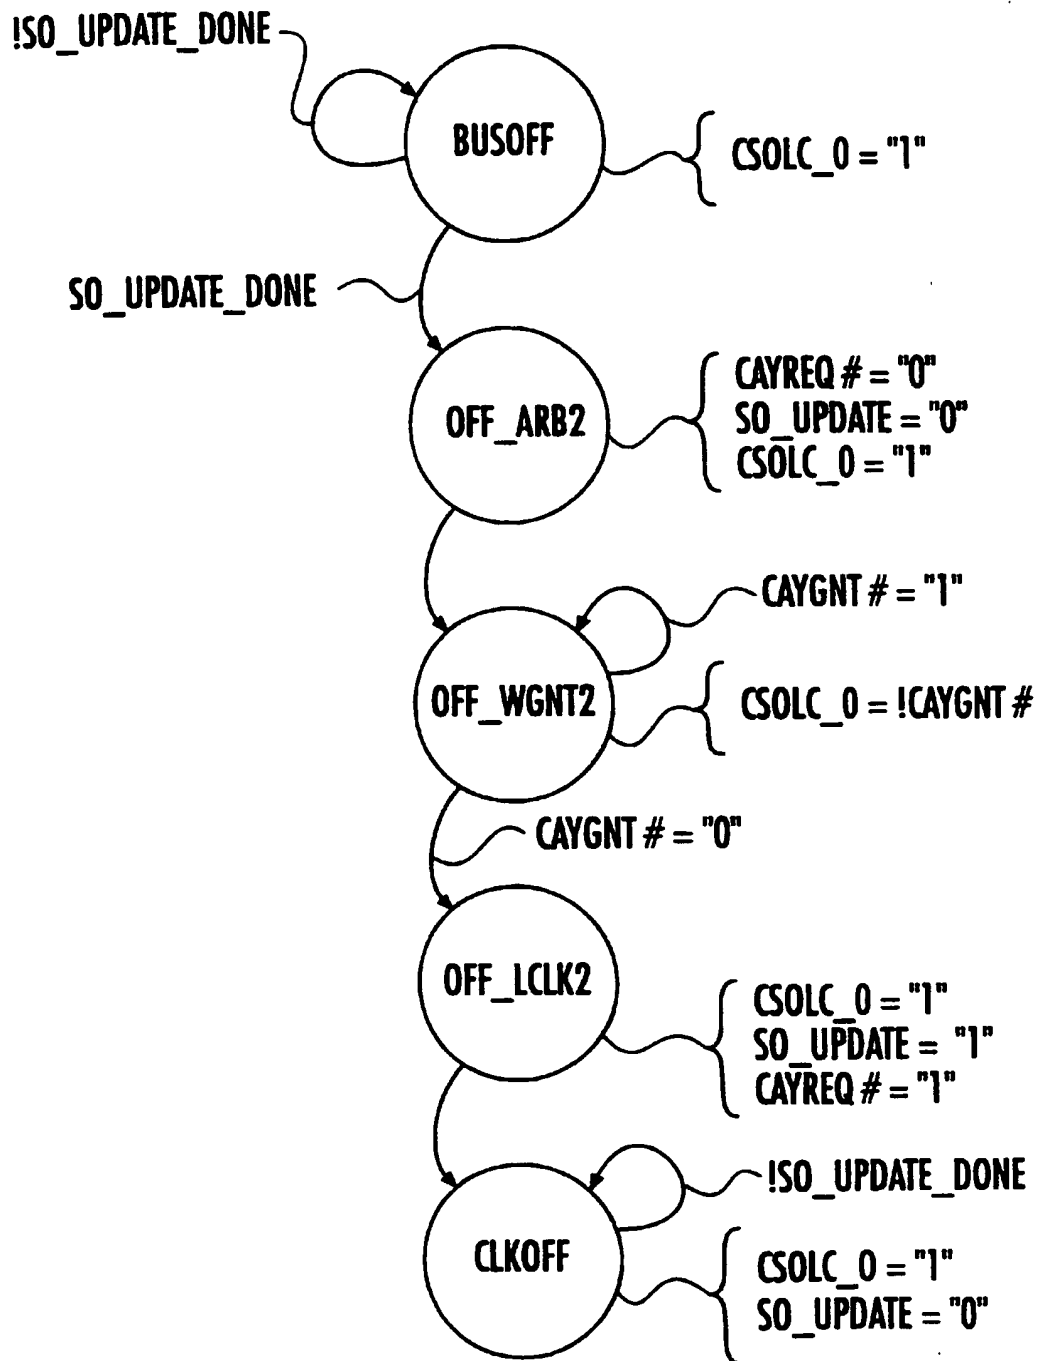 !SO_UPDATE_DONE
BUSOFF
CSOLC_0 = "1"
SO_UPDATE_DONE
OFF_ARB2
CAYREQ # = "0"
SO_UPDATE = "0"
CSOLC_0 = "1"
CAYGNT # = "1"
OFF_WGNT2
CSOLC_0 = !CAYGNT #
CAYGNT # = "0"
OFF_LCLK2
CSOLC_0 = "1"
SO_UPDATE = "1"
CAYREQ # = "1"
!SO_UPDATE_DONE
CLKOFF
CSOLC_0 = "1"
SO_UPDATE = "0"